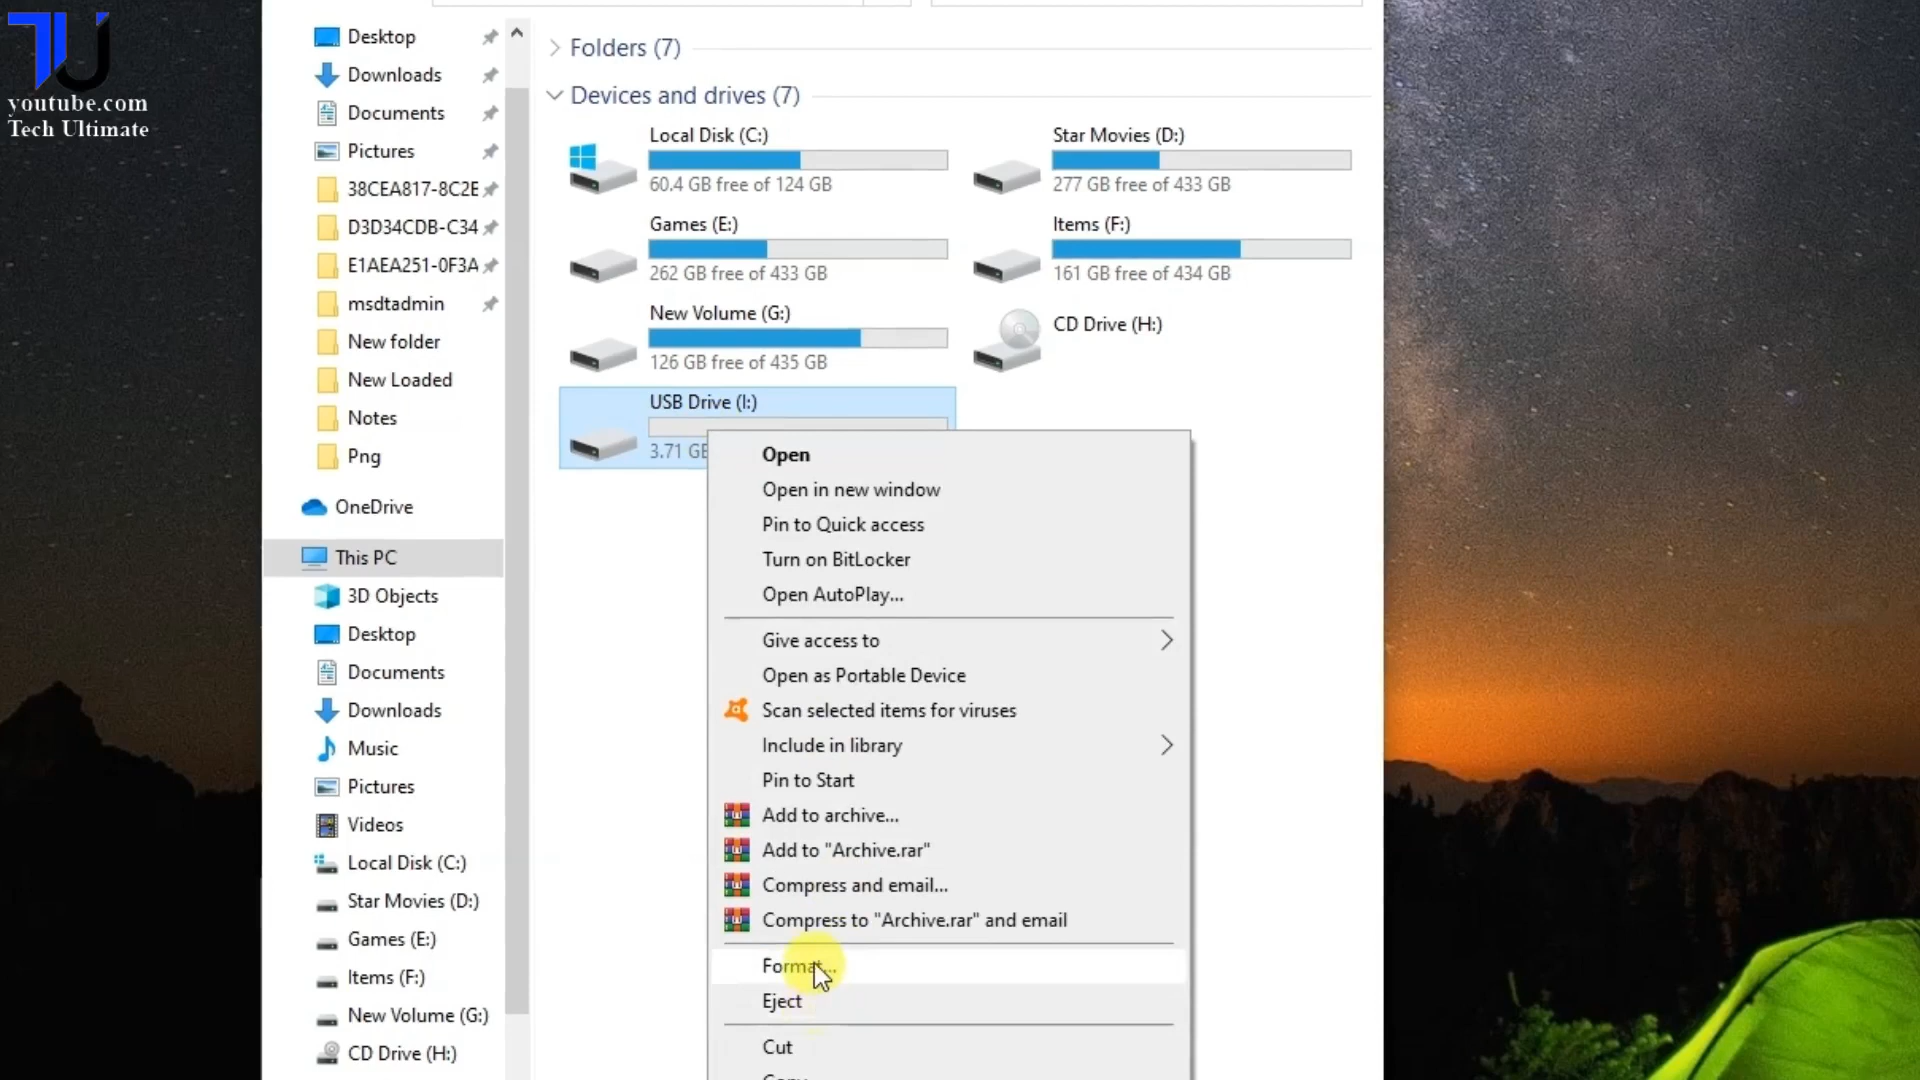 TU
youtube.com
Tech Ultimate
Desktop
Downloads
Documents
Pictures
38CEA817-8C2E
D3D34CDB-C34
E1AEA251-0F3A
msdtadmin
New folder
New Loaded
Notes
Png
OneDrive
This PC
3D Objects
Desktop
Documents
Downloads
Music
Pictures
Videos
Local Disk (C:)
Star Movies (D:)
Games (E:)
Items (F:)
New Volume (G:)
CD Drive (H:)
Folders (7)
Devices and drives (7)
Local Disk (C:)
60.4 GB free of 124 GB
Star Movies (D:)
277 GB free of 433 GB
Games (E:)
262 GB free of 433 GB
Items (F:)
161 GB free of 434 GB
New Volume (G:)
126 GB free of 435 GB
CD Drive (H:)
USB Drive (I:)
3.71 GB
Open
Open in new window
Pin to Quick access
Turn on BitLocker
Open AutoPlay...
Give access to
Open as Portable Device
Scan selected items for viruses
Include in library
Pin to Start
Add to archive...
Add to "Archive.rar"
Compress and email...
Compress to "Archive.rar" and email
Format...
Eject
Cut
Copy